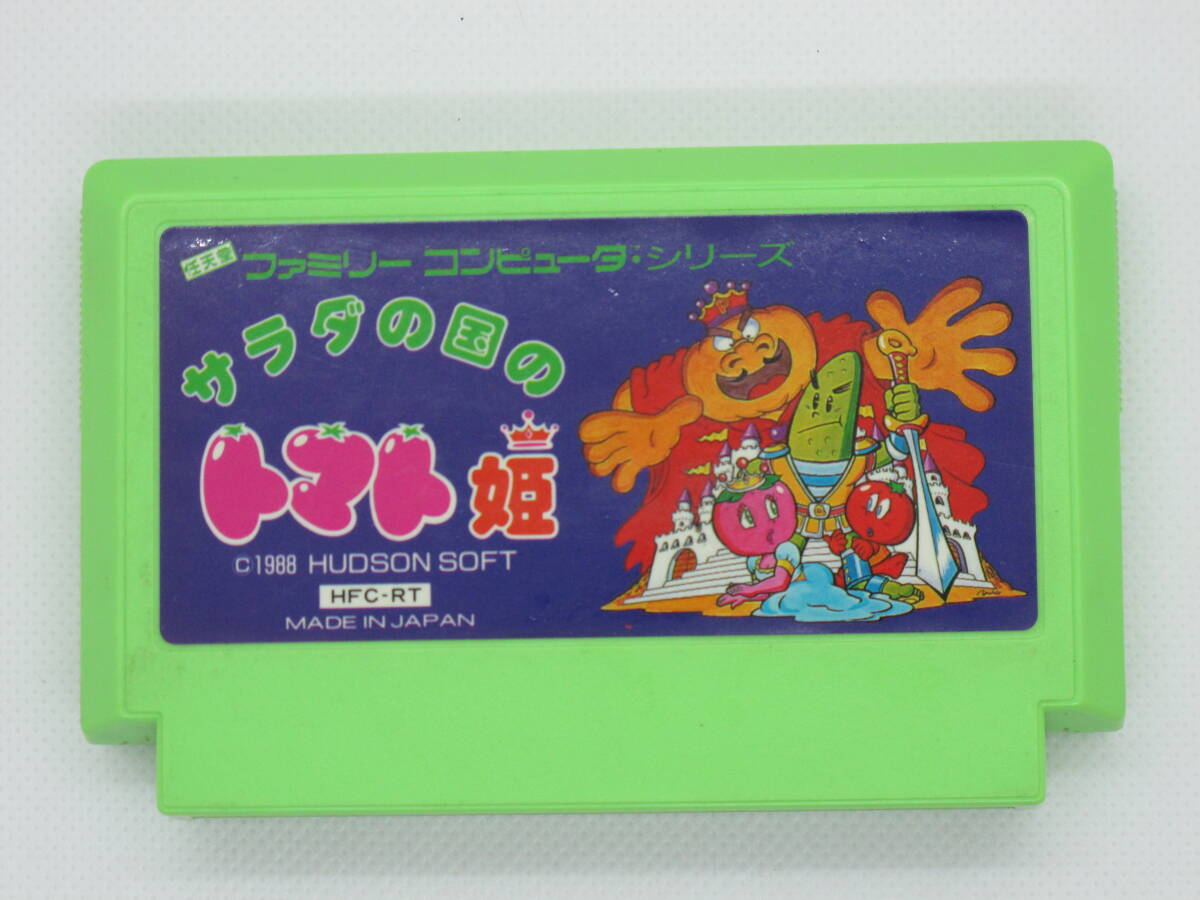 任天堂 ファミリー コンピュータ:シリーズ
サラダの国の
トマト姫
©1988 HUDSON SOFT
HFC-RT
MADE IN JAPAN